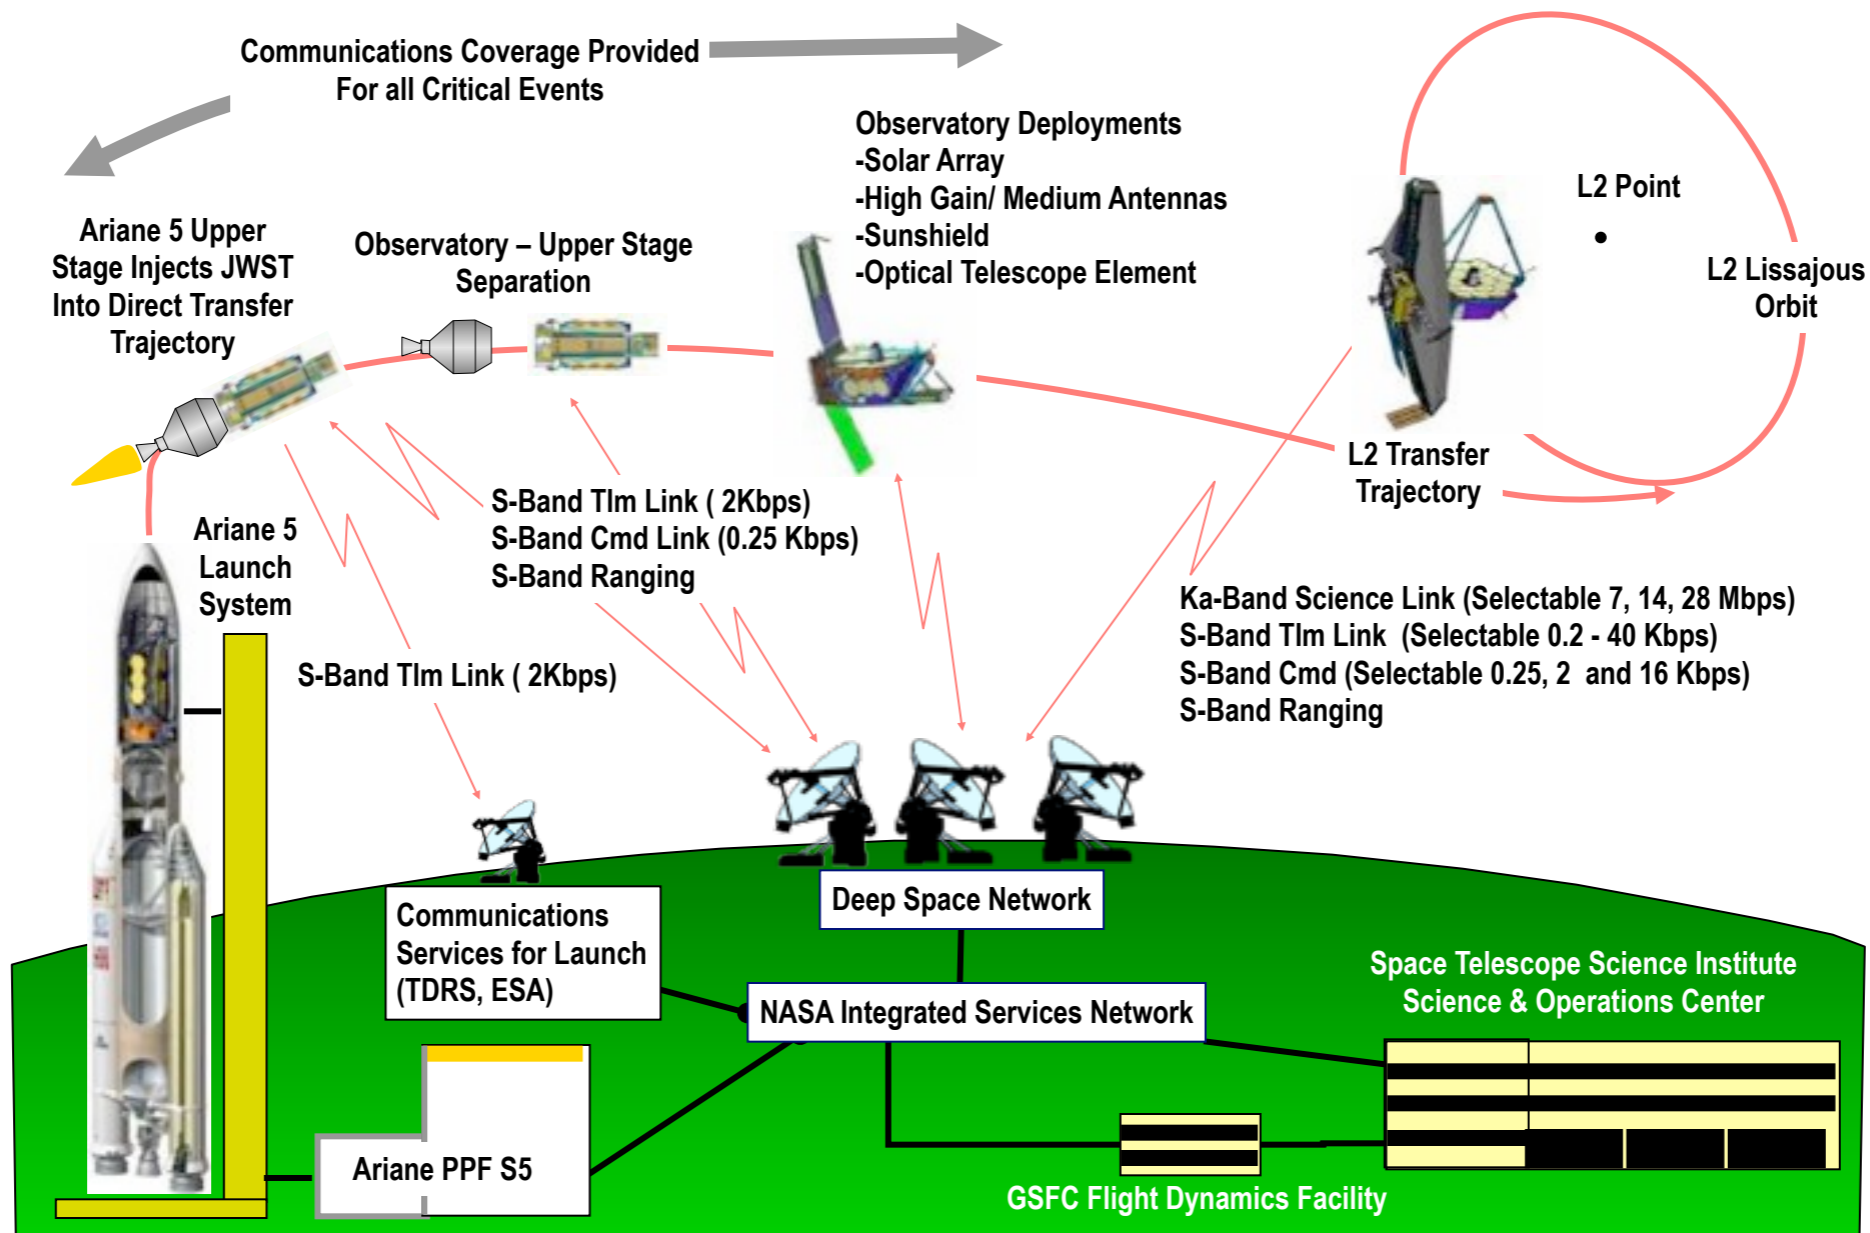 Communications Coverage Provided
For all Critical Events
Observatory Deployments
-Solar Array
-High Gain/ Medium Antennas
-Sunshield
-Optical Telescope Element
L2 Point
L2 Lissajous
Orbit
Ariane 5 Upper
Stage Injects JWST
Into Direct Transfer
Trajectory
Observatory – Upper Stage
Separation
L2 Transfer
Trajectory
Ariane 5
Launch
System
S-Band Tlm Link ( 2Kbps)
S-Band Cmd Link (0.25 Kbps)
S-Band Ranging
S-Band Tlm Link ( 2Kbps)
Ka-Band Science Link (Selectable 7, 14, 28 Mbps)
S-Band Tlm Link  (Selectable 0.2 - 40 Kbps)
S-Band Cmd (Selectable 0.25, 2  and 16 Kbps)
S-Band Ranging
Communications
Services for Launch
(TDRS, ESA)
Deep Space Network
NASA Integrated Services Network
Space Telescope Science Institute
Science & Operations Center
Ariane PPF S5
GSFC Flight Dynamics Facility